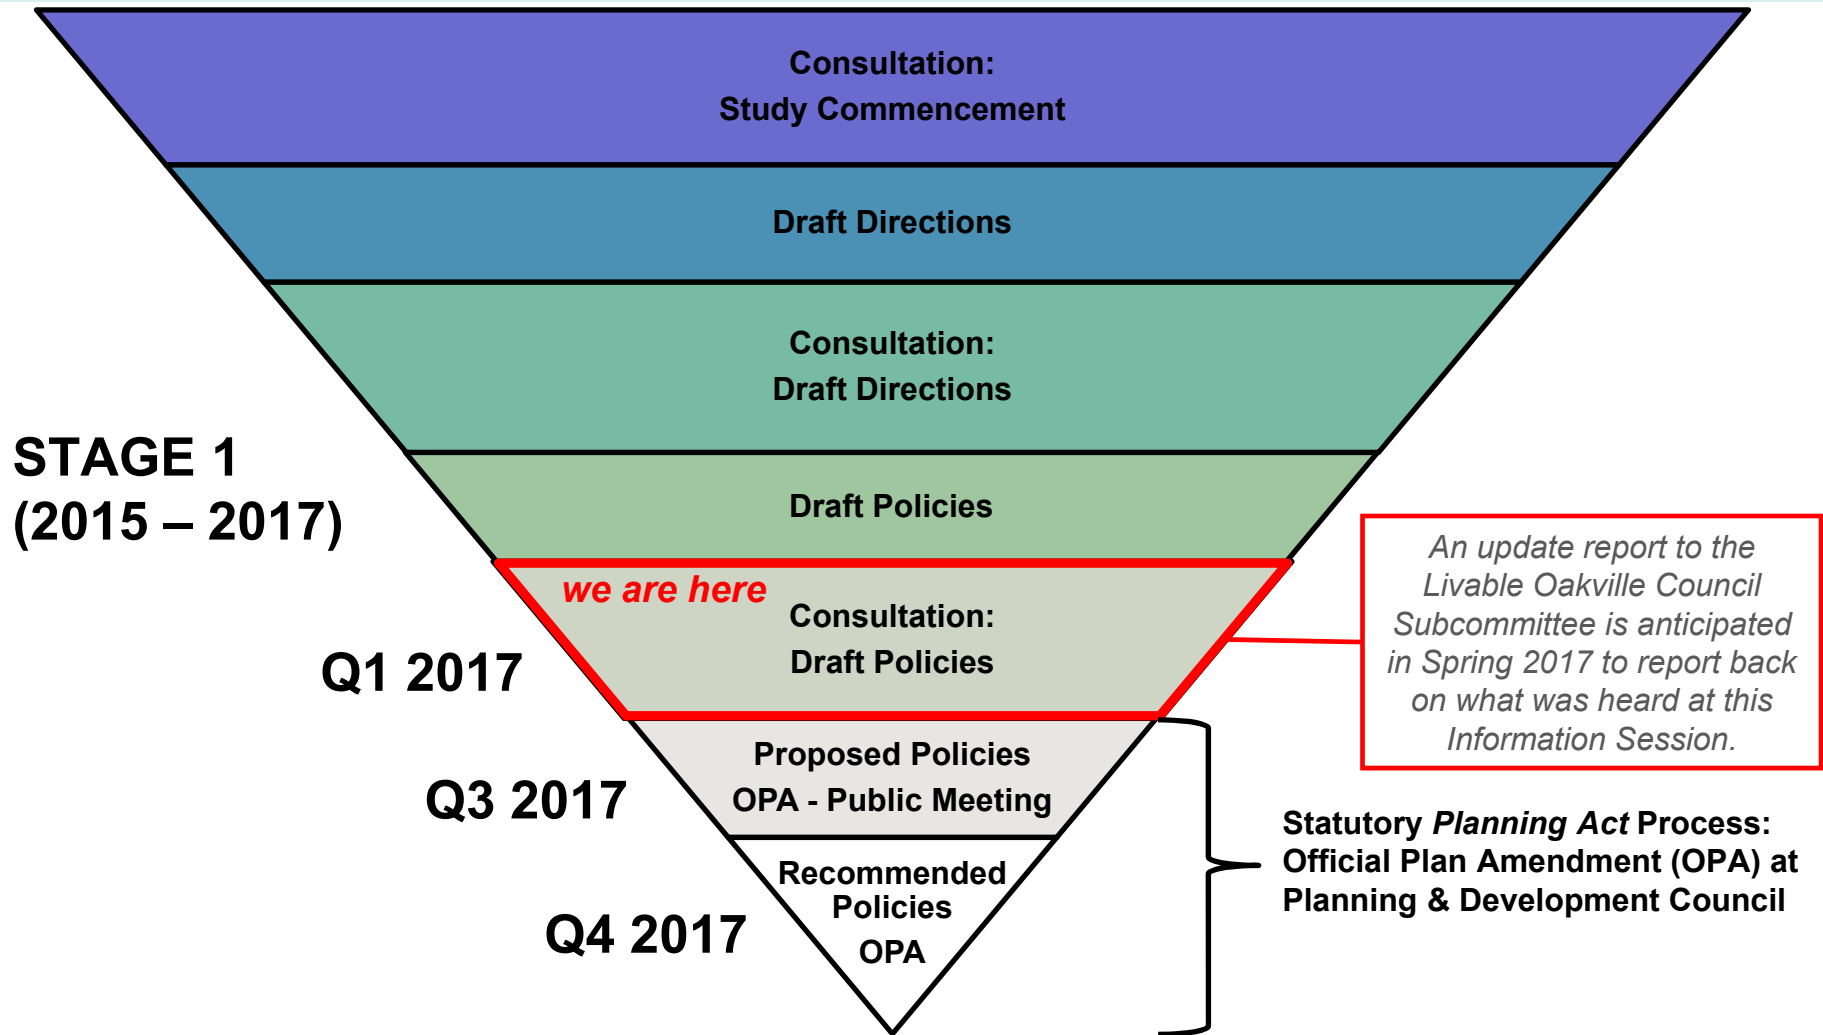 Consultation:
Study Commencement
Draft Directions
Consultation:
Draft Directions
STAGE 1
(2015 – 2017)
Draft Policies
we are here
Consultation:
Draft Policies
An update report to the
Livable Oakville Council
Subcommittee is anticipated
in Spring 2017 to report back
on what was heard at this
Information Session.
Q1 2017
Proposed Policies
OPA - Public Meeting
Q3 2017
Statutory Planning Act Process:
Official Plan Amendment (OPA) at
Planning & Development Council
Recommended
Policies
OPA
Q4 2017